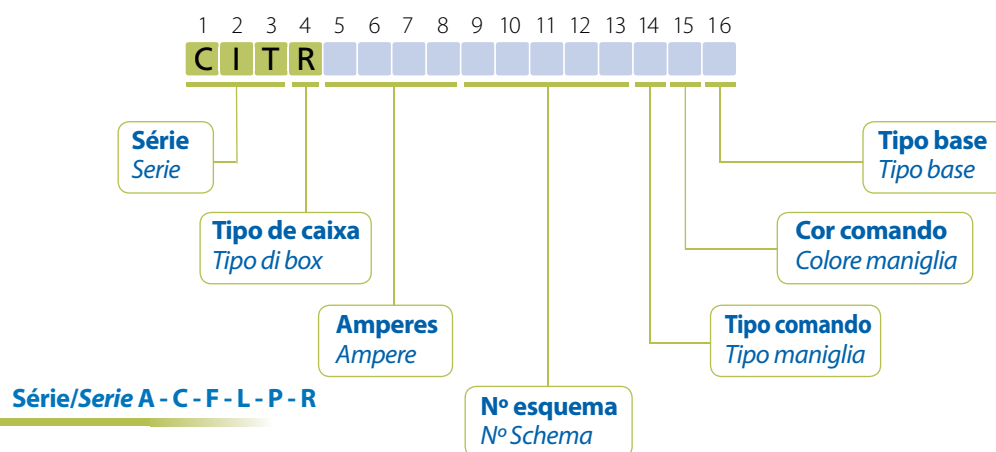 1 2 3 4 5 6 7 8 9 10 11 12 13 14 15 16
C I T R
Série
Serie
Tipo base
Tipo base
Tipo de caixa
Tipo di box
Cor comando
Colore maniglia
Amperes
Ampere
Tipo comando
Tipo maniglia
Série/Serie A - C - F - L - P - R
Nº esquema
Nº Schema